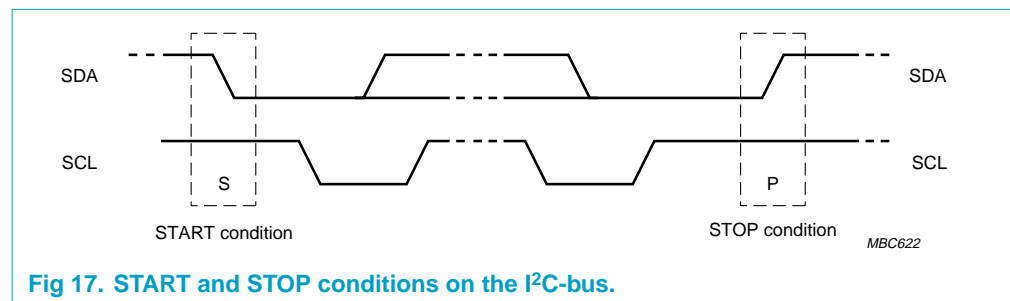 SDA SDA
SCL SCL
S P
START condition STOP condition
MBC622
Fig 17. START and STOP conditions on the I²C-bus.